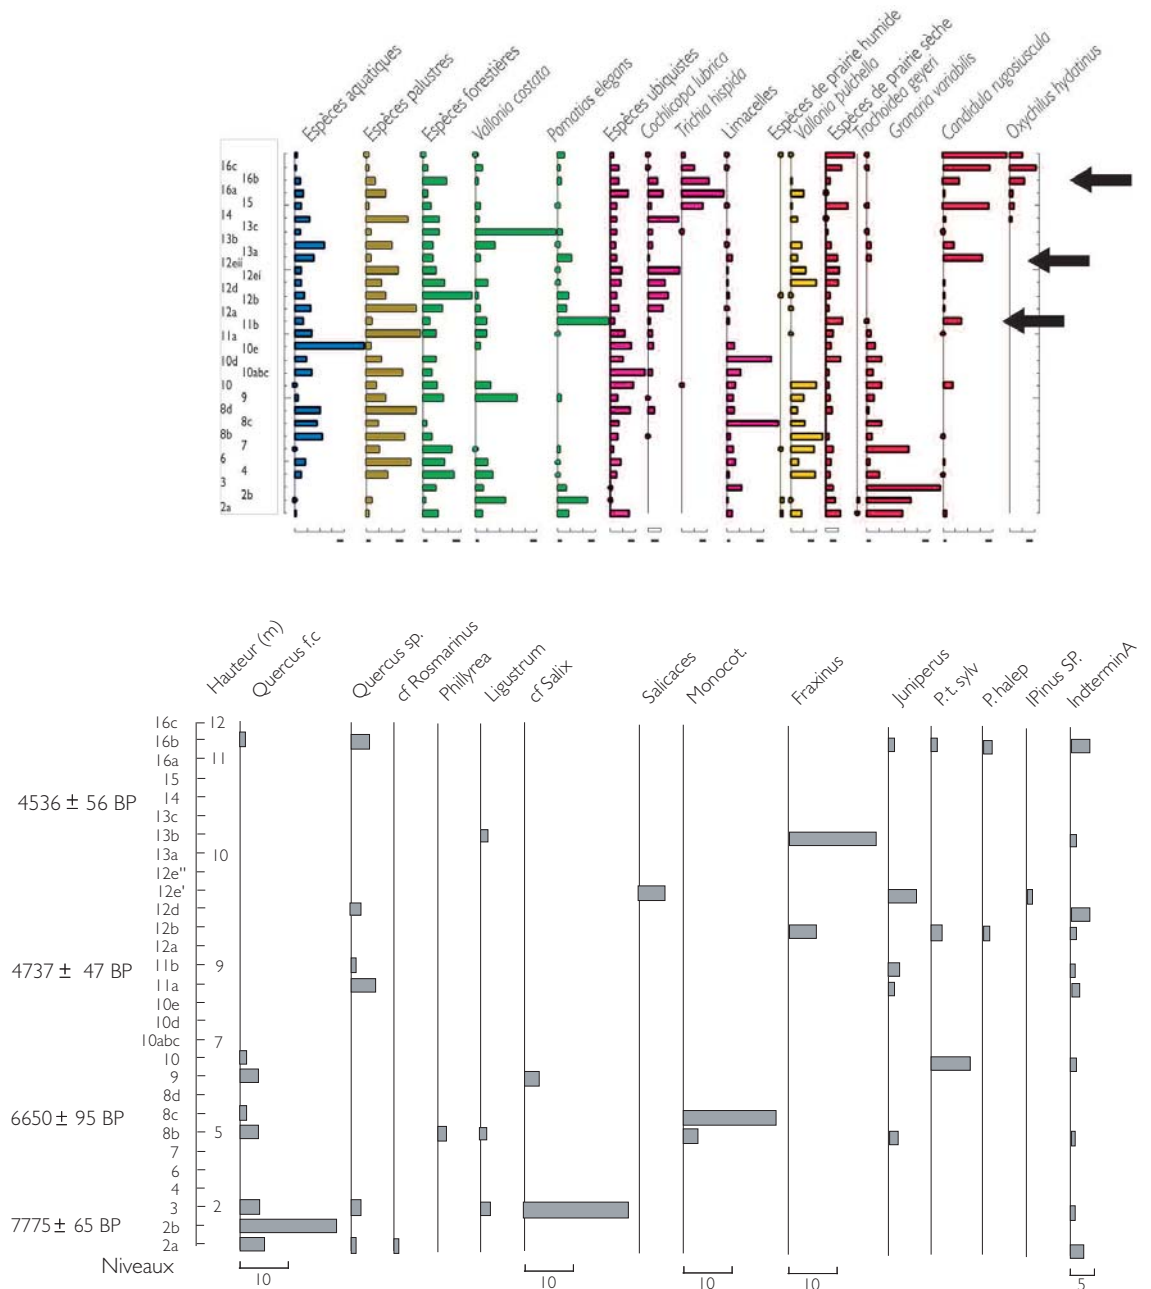 Espèces aquatiques
Espèces palustres
Espèces forestières
Vallonia costata
Pomatias elegans
Espèces ubiquistes
Cochlicopa lubrica
Trichia hispida
Limacelles
Espèces de prairie humide
Vallonia pulchella
Espèces de prairie sèche
Trochoidea geyeri
Granaria variabilis
Candidula rugosiuscula
Oxychilus hydatinus
16c
16b
16a
15
14
13c
13b
13a
12eii
12ei
12d
12b
12a
11b
11a
10e
10d
10abc
10
9
8d
8c
8b
7
6
4
3
2b
2a
Hauteur (m)
Quercus f.c
Quercus sp.
cf Rosmarinus
Phillyrea
Ligustrum
cf Salix
Salicaces
Monocot.
Fraxinus
Juniperus
P. t. sylv
P. halep
IPinus SP.
IndterminA
16c 12
16b
16a 11
15
4536 ± 56 BP 14
13c
13b
13a 10
12e"
12e'
12d
12b
12a
4737 ± 47 BP 11b 9
11a
10e
10d
10abc 7
10
9
8d
6650 ± 95 BP 8c
8b 5
7
6
4
3 2
7775 ± 65 BP 2b
2a
Niveaux
10 10 10 10 5